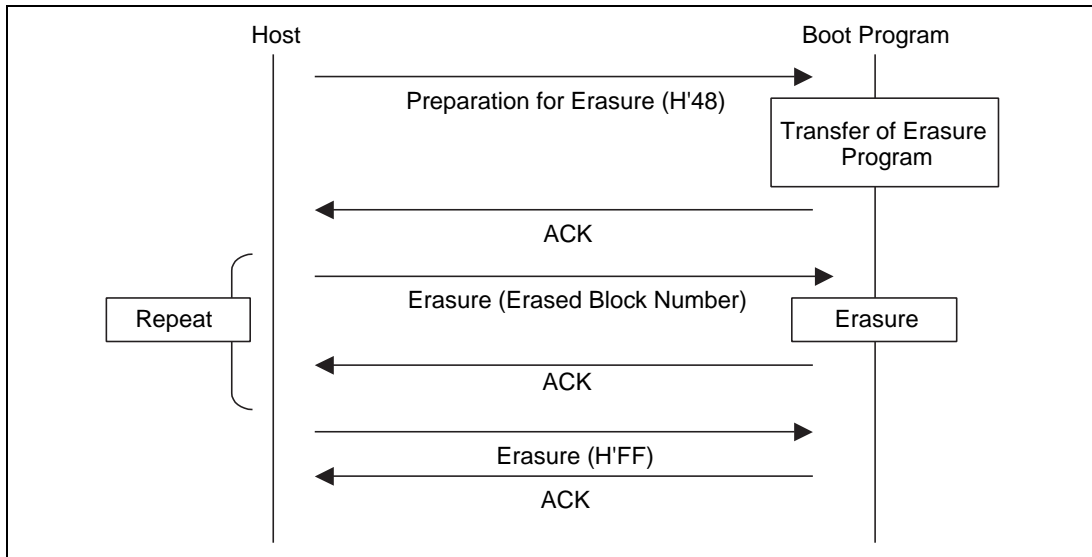 Host
Boot Program
Preparation for Erasure (H'48)
Transfer of Erasure
Program
ACK
Erasure (Erased Block Number)
Repeat
Erasure
ACK
Erasure (H'FF)
ACK